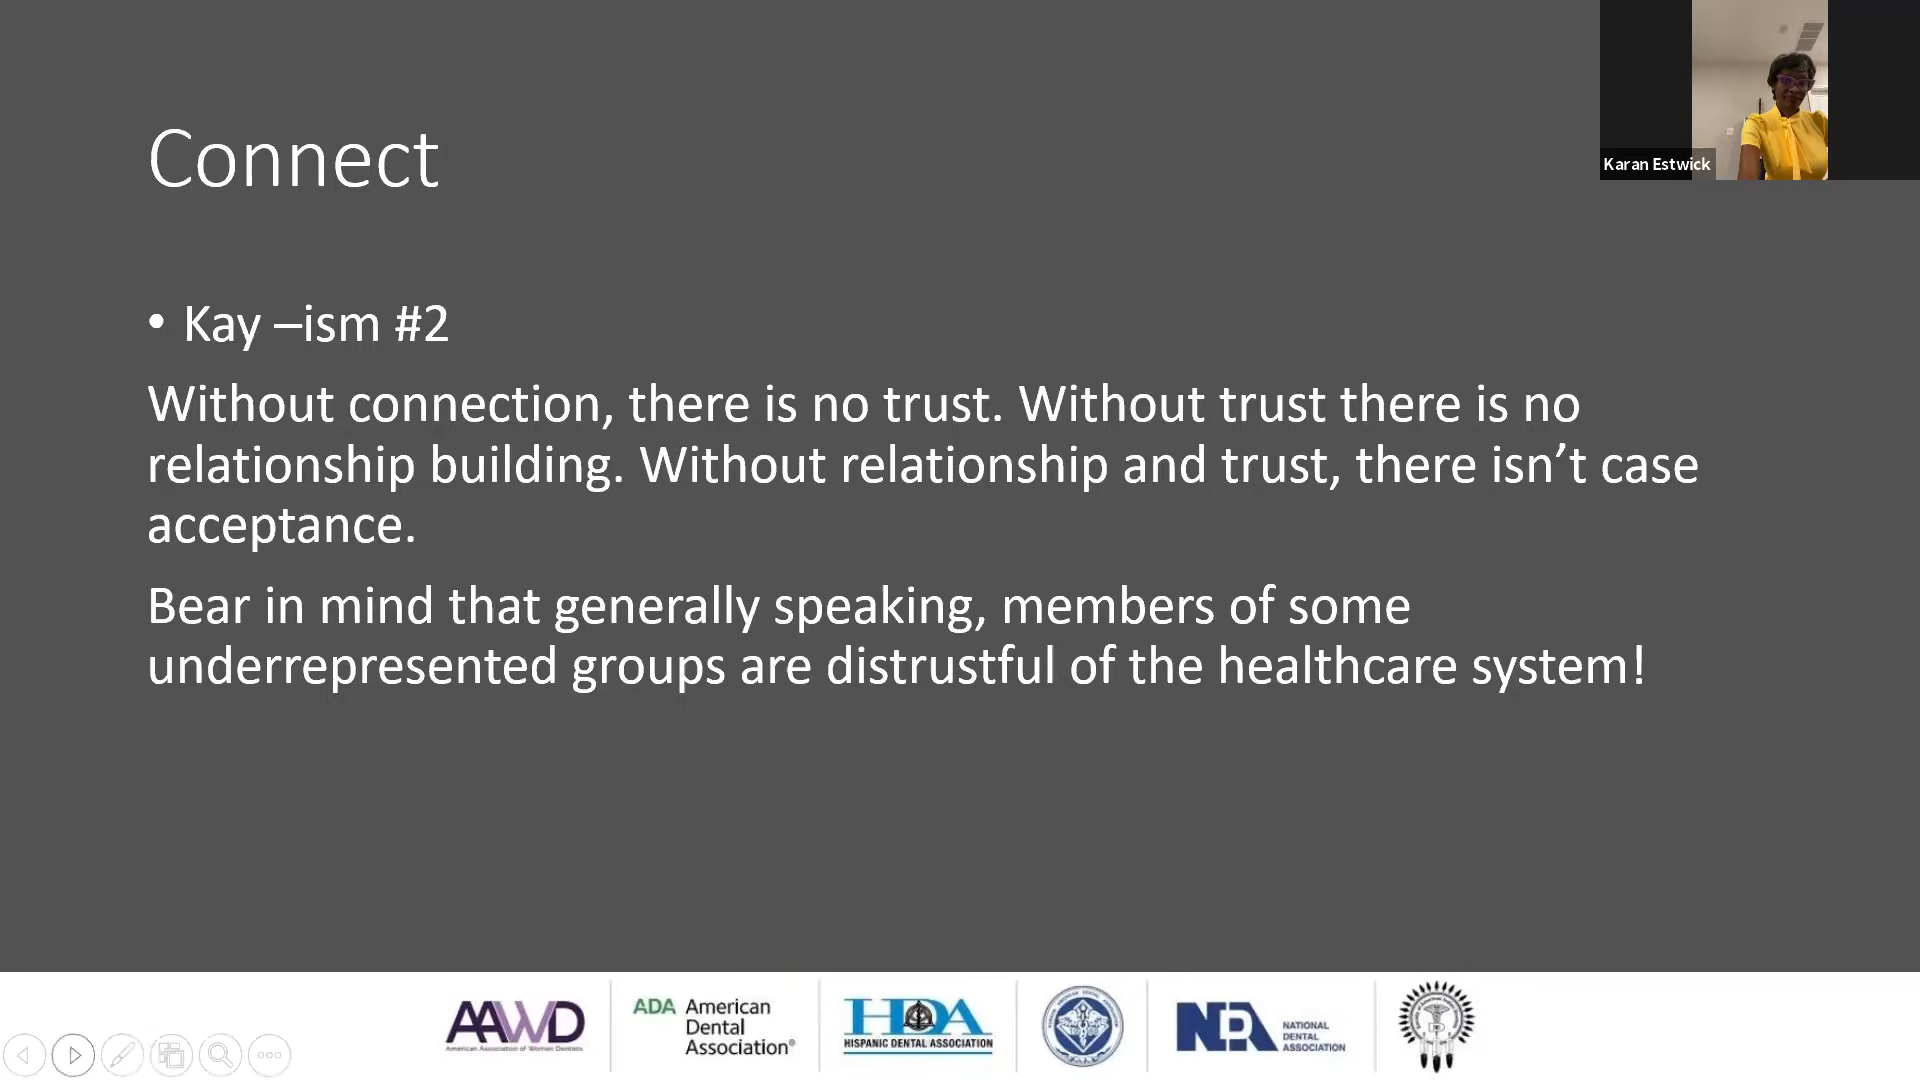 Karan Estwick
Connect
• Kay –ism #2
Without connection, there is no trust. Without trust there is no
relationship building. Without relationship and trust, there isn’t case
acceptance.
Bear in mind that generally speaking, members of some
underrepresented groups are distrustful of the healthcare system!
AAWD
American Association of Women Dentists
ADA American
Dental
Association®
HDA
HISPANIC DENTAL ASSOCIATION
NDA
NATIONAL
DENTAL
ASSOCIATION